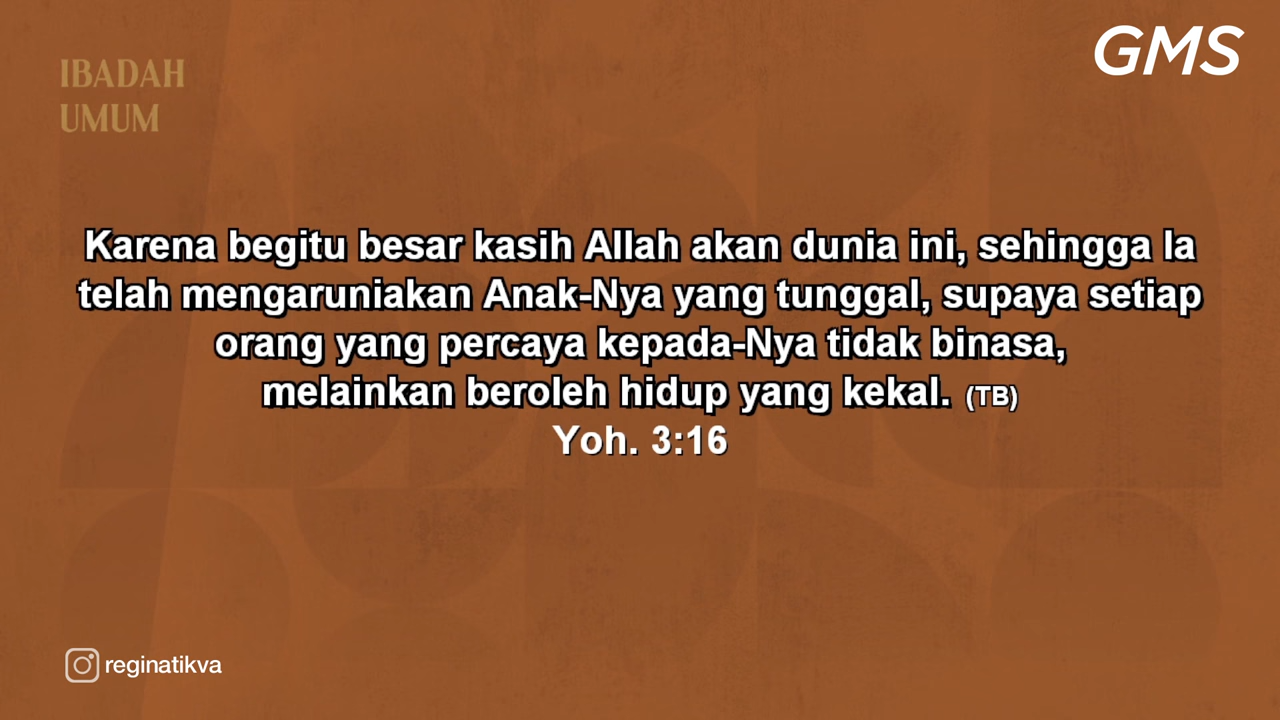 IBADAH
UMUM
GMS
Karena begitu besar kasih Allah akan dunia ini, sehingga Ia
telah mengaruniakan Anak-Nya yang tunggal, supaya setiap
orang yang percaya kepada-Nya tidak binasa,
melainkan beroleh hidup yang kekal. (TB)
Yoh. 3:16
reginatikva